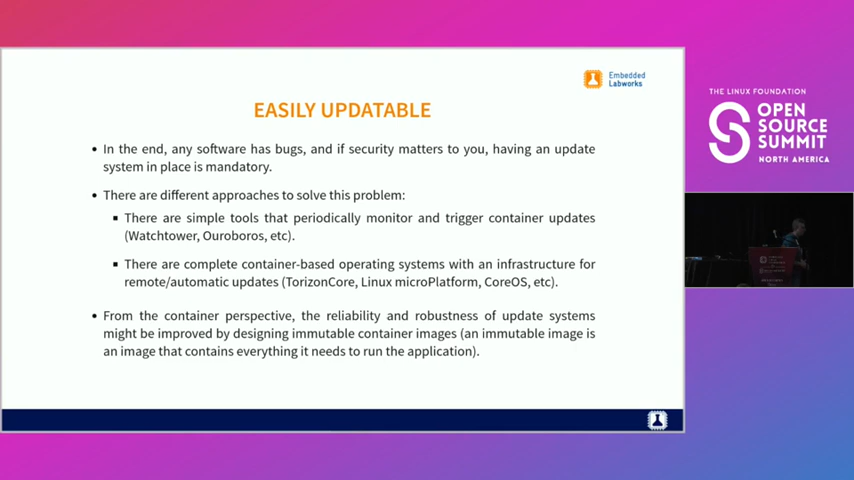 Embedded
Labworks
EASILY UPDATABLE
• In the end, any software has bugs, and if security matters to you, having an update
system in place is mandatory.
• There are different approaches to solve this problem:
▪ There are simple tools that periodically monitor and trigger container updates
(Watchtower, Ouroboros, etc).
▪ There are complete container-based operating systems with an infrastructure for
remote/automatic updates (TorizonCore, Linux microPlatform, CoreOS, etc).
• From the container perspective, the reliability and robustness of update systems
might be improved by designing immutable container images (an immutable image is
an image that contains everything it needs to run the application).
THE LINUX FOUNDATION
OPEN
SOURCE
SUMMIT
NORTH AMERICA